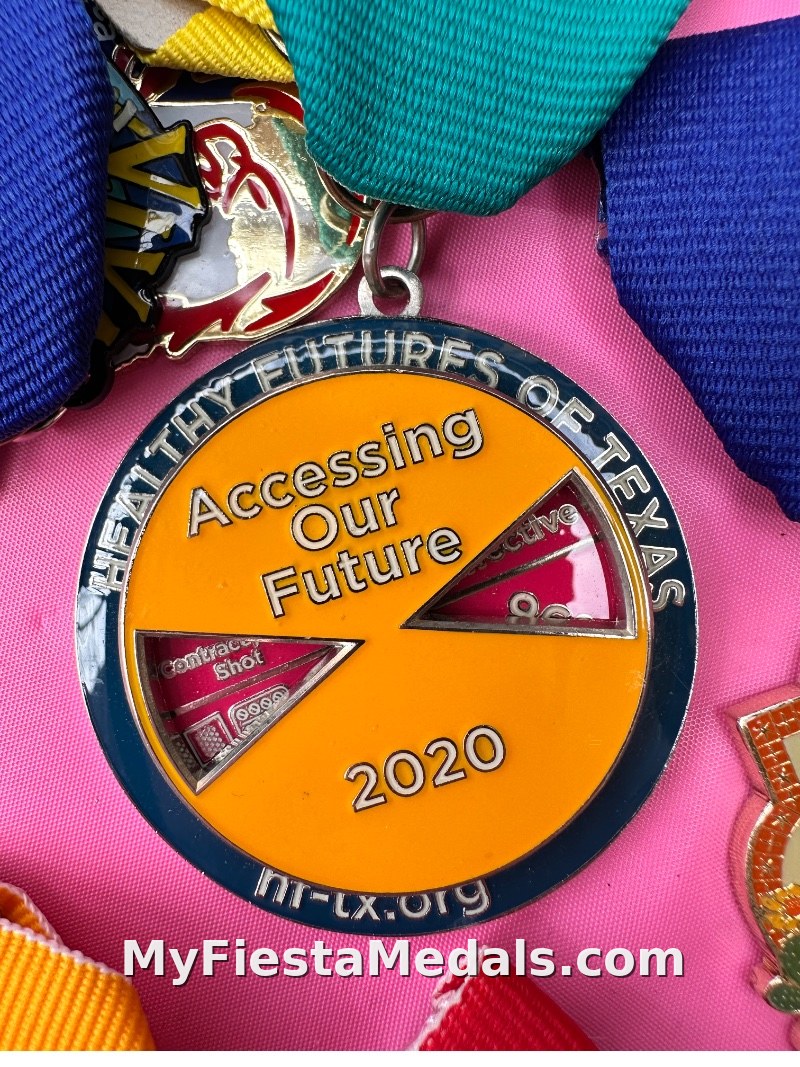 HEALTHY FUTURES OF TEXAS
Accessing
Our
Future
Shot
2020
hf-tx.org
MyFiestaMedals.com